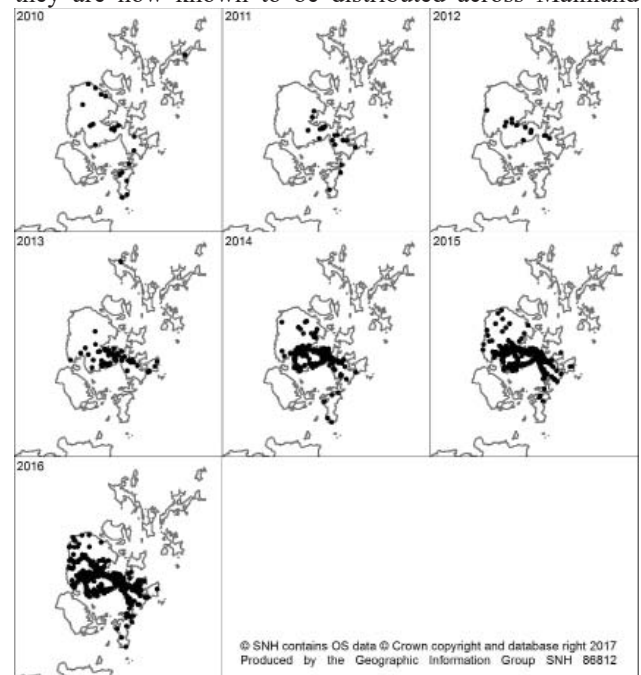 they are now known to be distributed across Mainland
2010
2011
2012
2013
2014
2015
2016
© SNH contains OS data © Crown copyright and database right 2017
Produced by the Geographic Information Group SNH 86812